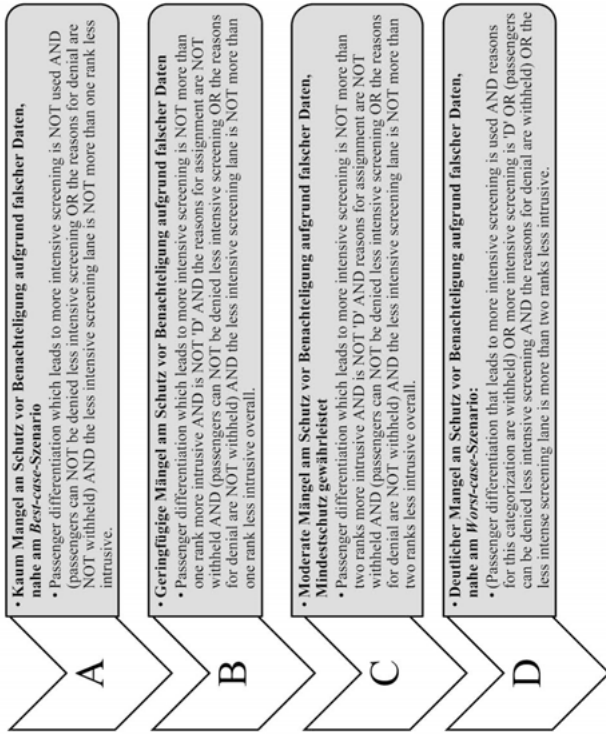 A
• Kaum Mangel an Schutz vor Benachteiligung aufgrund falscher Daten,
nahe am Best-case-Szenario
• Passenger differentiation which leads to more intensive screening is NOT used AND
(passengers can NOT be denied less intensive screening OR the reasons for denial are
NOT withheld) AND the less intensive screening lane is NOT more than one rank less
intrusive.
B
• Geringfügige Mängel am Schutz vor Benachteiligung aufgrund falscher Daten
• Passenger differentiation which leads to more intensive screening is NOT more than
one rank more intrusive AND is NOT 'D' AND the reasons for assignment are NOT
withheld AND (passengers can NOT be denied less intensive screening OR the reasons
for denial are NOT withheld) AND the less intensive screening lane is NOT more than
one rank less intrusive overall.
C
• Moderate Mängel am Schutz vor Benachteiligung aufgrund falscher Daten,
Mindestschutz gewährleistet
• Passenger differentiation which leads to more intensive screening is NOT more than
two ranks more intrusive AND is NOT 'D' AND reasons for assignment are NOT
withheld AND (passengers can NOT be denied less intensive screening OR the reasons
for denial are NOT withheld) AND the less intensive screening lane is NOT more than
two ranks less intrusive overall.
D
• Deutlicher Mangel an Schutz vor Benachteiligung aufgrund falscher Daten,
nahe am Worst-case-Szenario:
• (Passenger differentiation that leads to more intensive screening is used AND reasons
for this categorization are withheld) OR more intensive screening is 'D' OR (passengers
can be denied less intensive screening AND the reasons for denial are withheld) OR the
less intense screening lane is more than two ranks less intrusive.